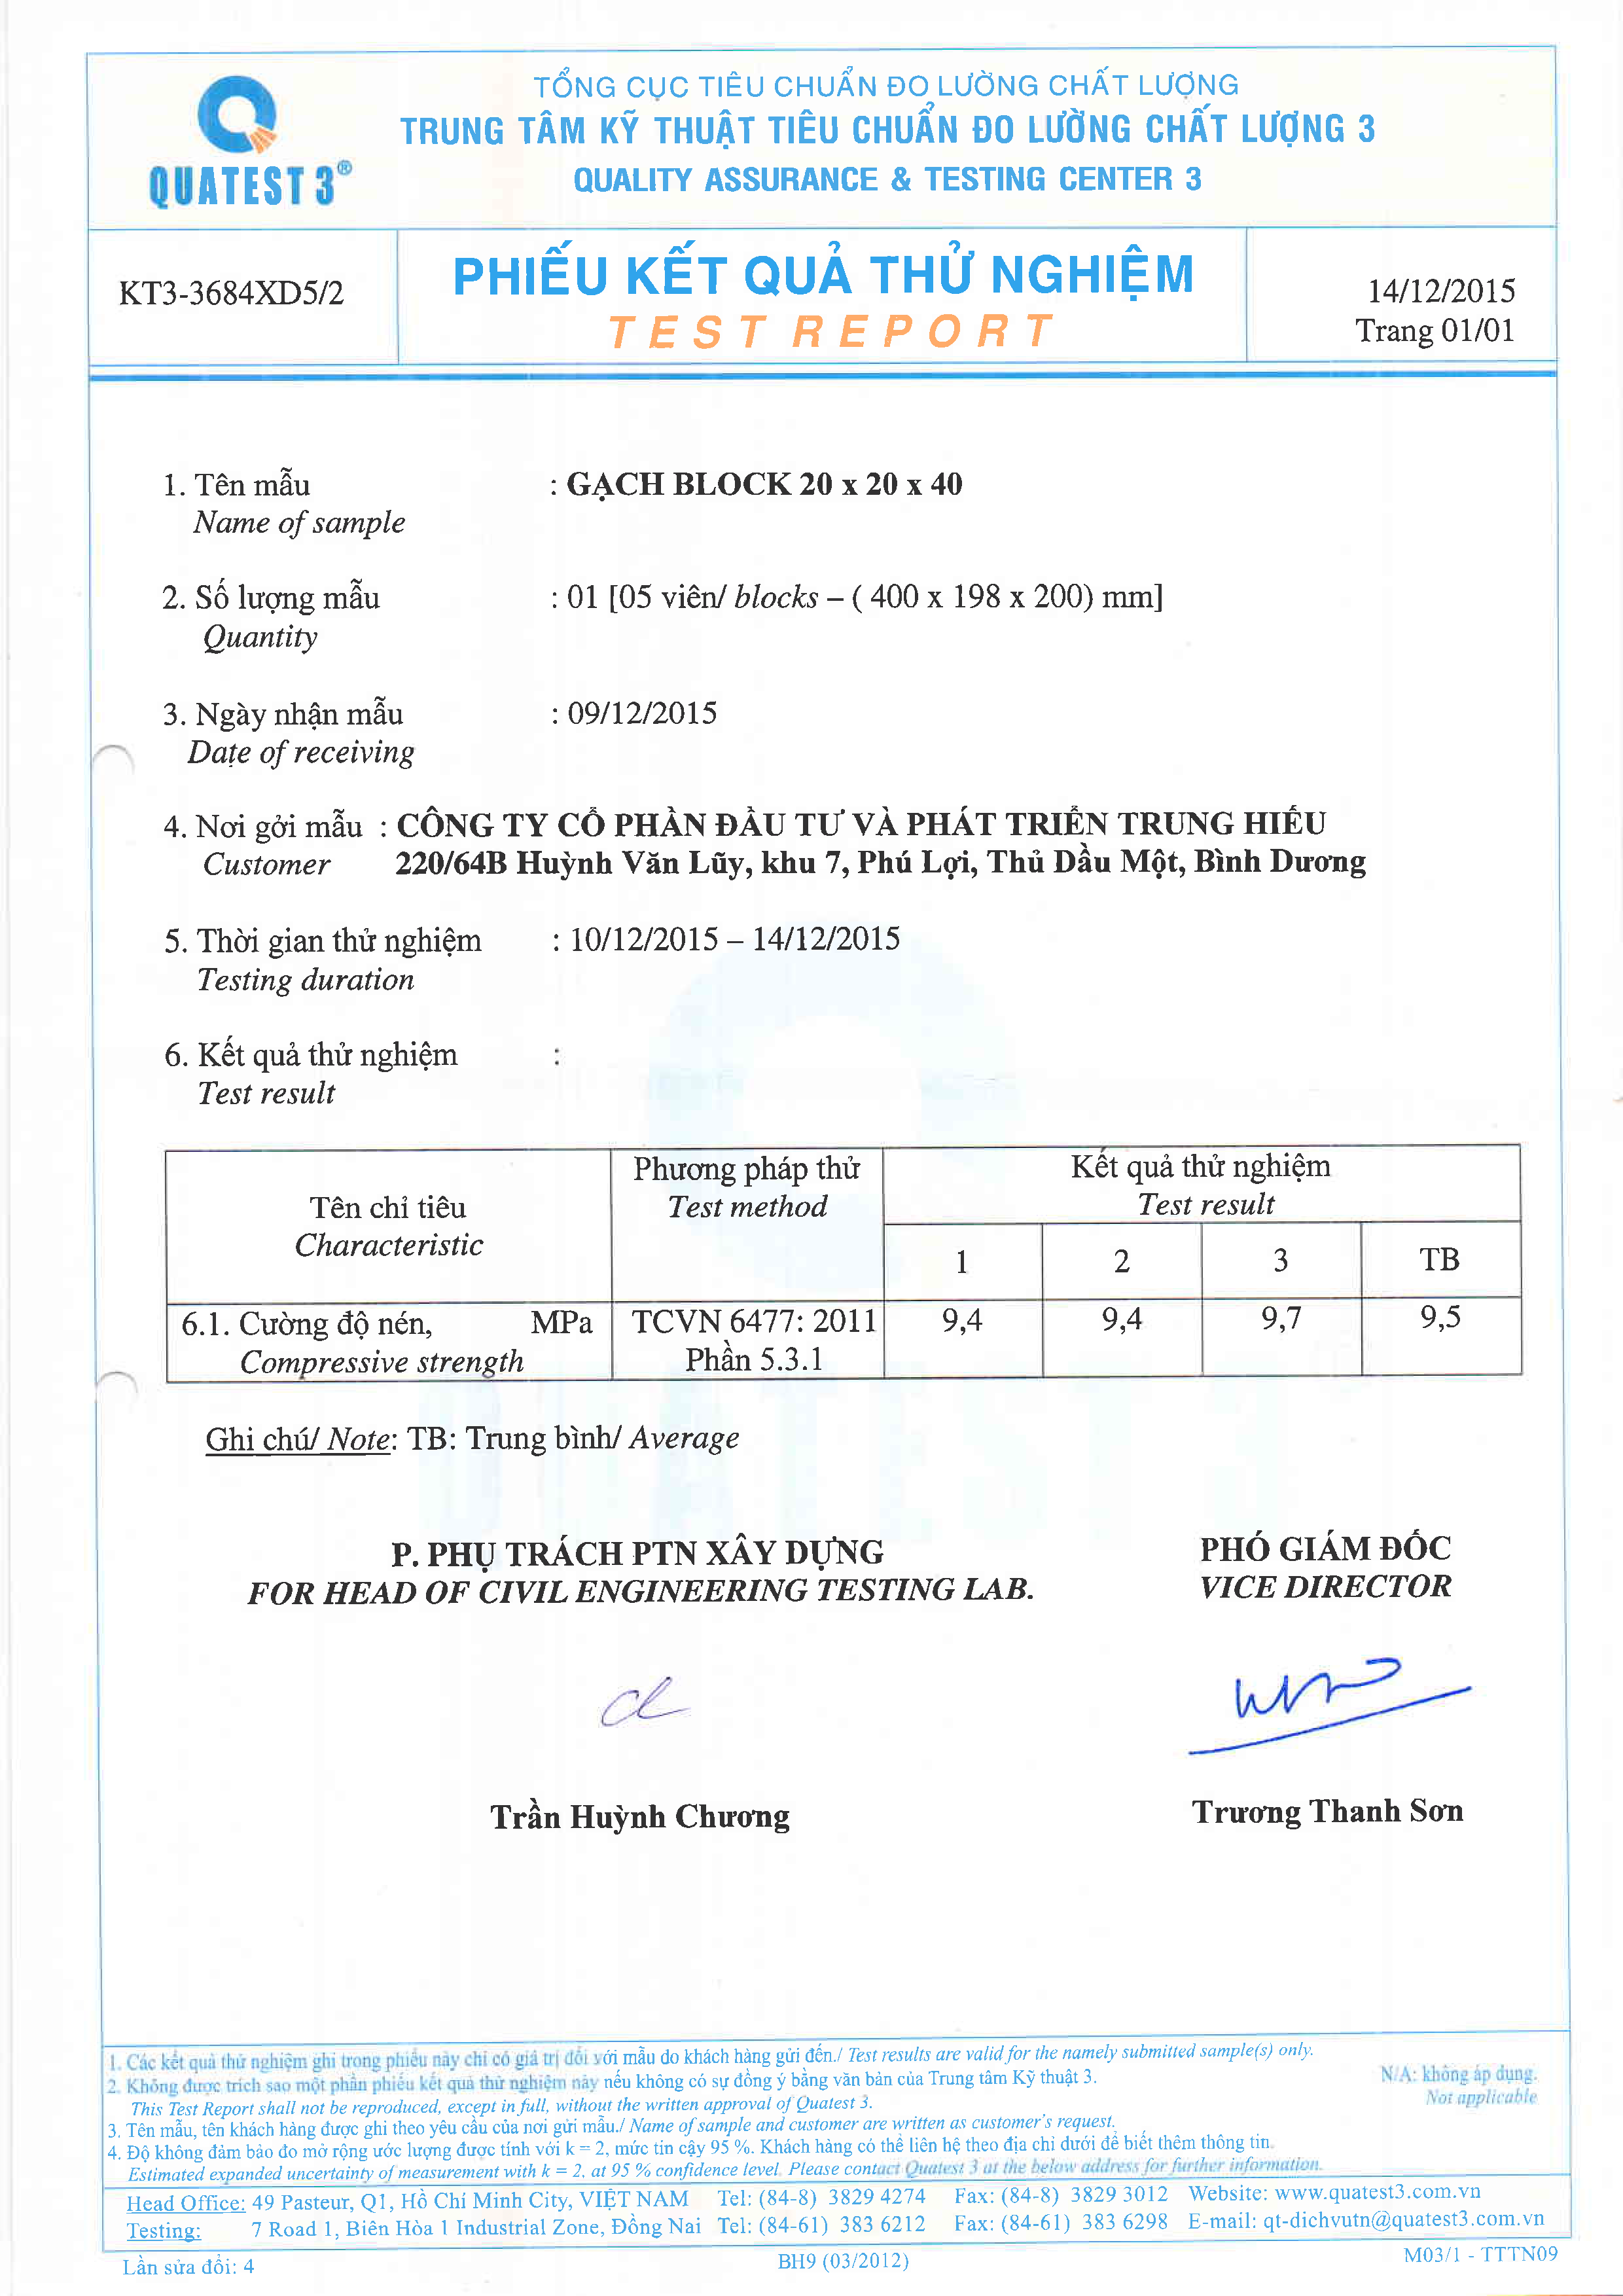 TỔNG CỤC TIÊU CHUẨN ĐO LƯỜNG CHẤT LƯỢNG
TRUNG TÂM KỸ THUẬT TIÊU CHUẨN ĐO LƯỜNG CHẤT LƯỢNG 3
QUALITY ASSURANCE & TESTING CENTER 3
QUATEST 3®
KT3-3684XD5/2
PHIẾU KẾT QUẢ THỬ NGHIỆM
TEST REPORT
14/12/2015
Trang 01/01
1. Tên mẫu : GẠCH BLOCK 20 x 20 x 40
Name of sample
2. Số lượng mẫu : 01 [05 viên/ blocks – ( 400 x 198 x 200) mm]
Quantity
3. Ngày nhận mẫu : 09/12/2015
Date of receiving
4. Nơi gởi mẫu : CÔNG TY CỔ PHẦN ĐẦU TƯ VÀ PHÁT TRIỂN TRUNG HIẾU
Customer 220/64B Huỳnh Văn Lũy, khu 7, Phú Lợi, Thủ Dầu Một, Bình Dương
5. Thời gian thử nghiệm : 10/12/2015 – 14/12/2015
Testing duration
6. Kết quả thử nghiệm :
Test result
Tên chỉ tiêu
Characteristic
Phương pháp thử
Test method
Kết quả thử nghiệm
Test result
1 2 3 TB
6.1. Cường độ nén, MPa TCVN 6477: 2011 9,4 9,4 9,7 9,5
Compressive strength Phần 5.3.1
Ghi chú/ Note: TB: Trung bình/ Average
P. PHỤ TRÁCH PTN XÂY DỰNG
FOR HEAD OF CIVIL ENGINEERING TESTING LAB.
PHÓ GIÁM ĐỐC
VICE DIRECTOR
Trần Huỳnh Chương
Trương Thanh Sơn
1. Các kết quả thử nghiệm ghi trong phiếu này chỉ có giá trị đối với mẫu do khách hàng gửi đến./ Test results are valid for the namely submitted sample(s) only.
2. Không được trích sao một phần phiếu kết quả thử nghiệm này nếu không có sự đồng ý bằng văn bản của Trung tâm Kỹ thuật 3.
This Test Report shall not be reproduced, except in full, without the written approval of Quatest 3.
3. Tên mẫu, tên khách hàng được ghi theo yêu cầu của nơi gửi mẫu./ Name of sample and customer are written as customer's request.
4. Độ không đảm bảo đo mở rộng ước lượng được tính với k = 2, mức tin cậy 95 %. Khách hàng có thể liên hệ theo địa chỉ dưới để biết thêm thông tin.
Estimated expanded uncertainty of measurement with k = 2, at 95 % confidence level. Please contact Quatest 3 at the below address for further information.
N/A: không áp dụng.
Not applicable
Head Office: 49 Pasteur, Q1, Hồ Chí Minh City, VIỆT NAM Tel: (84-8) 3829 4274 Fax: (84-8) 3829 3012 Website: www.quatest3.com.vn
Testing: 7 Road 1, Biên Hòa 1 Industrial Zone, Đồng Nai Tel: (84-61) 383 6212 Fax: (84-61) 383 6298 E-mail: qt-dichvutn@quatest3.com.vn
Lần sửa đổi: 4
BH9 (03/2012)
M03/1 - TTTN09